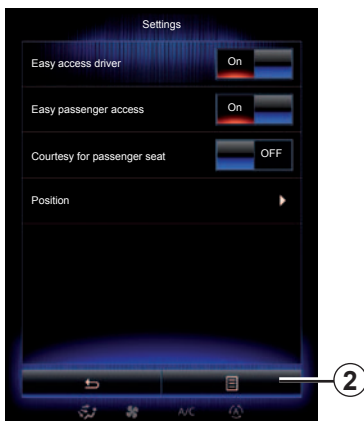 Settings
Easy access driver On
Easy passenger access On
Courtesy for passenger seat OFF
Position
2
A/C
A